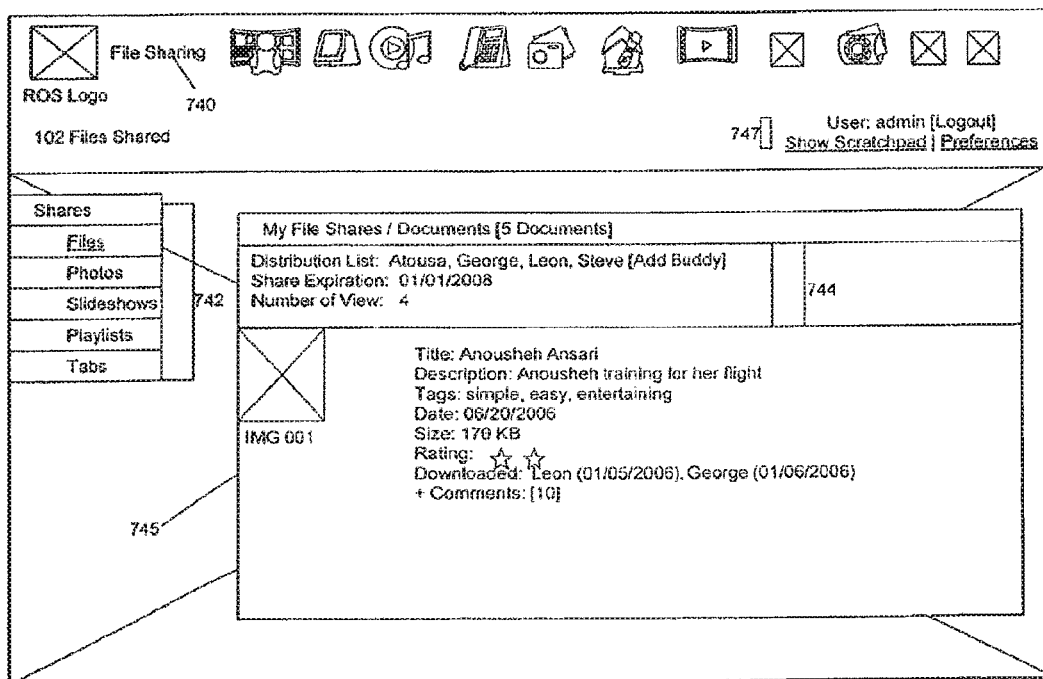 File Sharing
ROS Logo
740
102 Files Shared
747
User: admin [Logout]
Show Scratchpad | Preferences
Shares
Files
Photos
Slideshows
Playlists
Tabs
742
My File Shares / Documents [5 Documents]
Distribution List: Atousa, George, Leon, Steve [Add Buddy]
Share Expiration: 01/01/2008
Number of View: 4
744
IMG 001
Title: Anousheh Ansari
Description: Anousheh training for her flight
Tags: simple, easy, entertaining
Date: 06/20/2006
Size: 170 KB
Rating:
Downloaded: Leon (01/05/2006), George (01/06/2006)
+ Comments: [10]
745